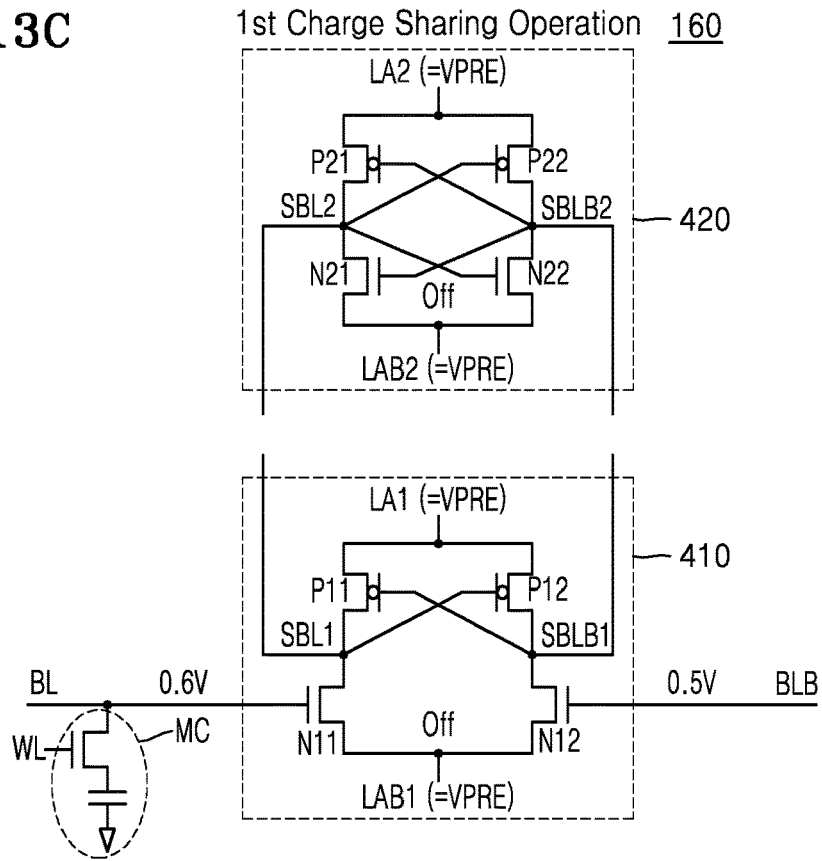 13C
1st Charge Sharing Operation 160
LA2 (=VPRE)
P21 P22
SBL2 SBLB2
420
N21 N22
Off
LAB2 (=VPRE)
LA1 (=VPRE)
410
P11 P12
SBL1 SBLB1
BL 0.6V 0.5V BLB
MC
WL
N11 Off N12
LAB1 (=VPRE)